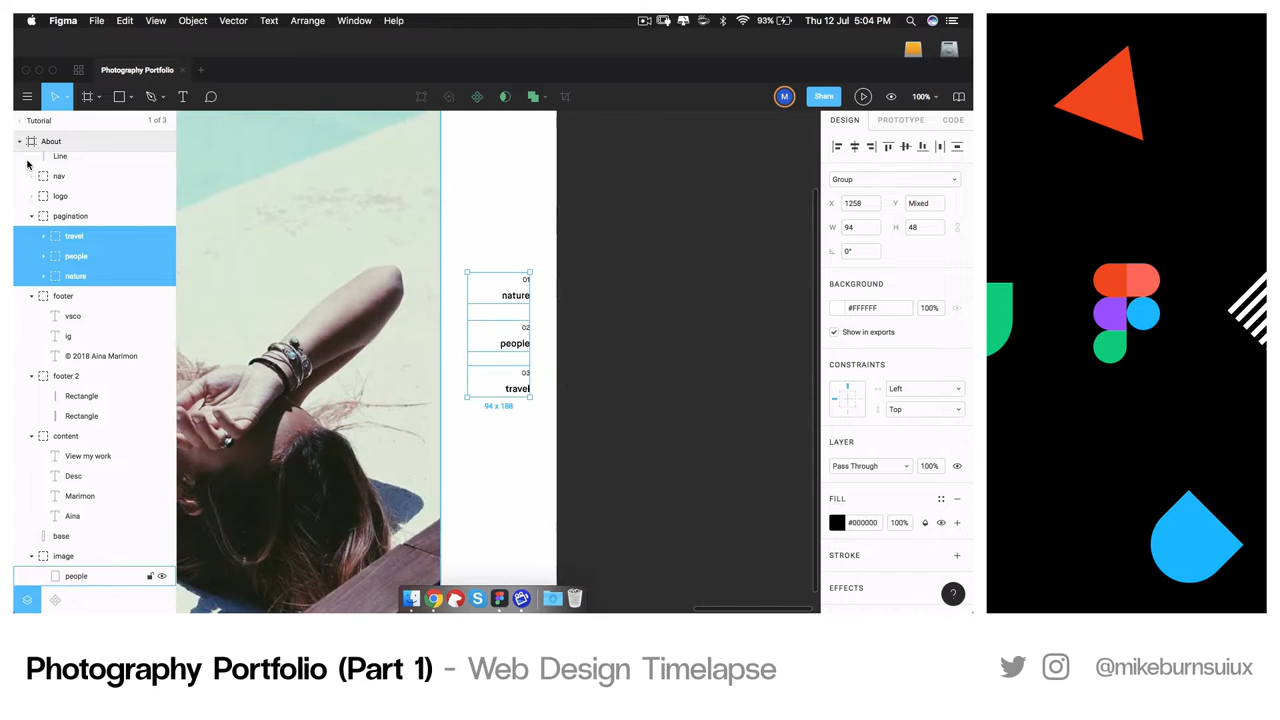 Figma File Edit View Object Vector Text Arrange Window Help
93% Thu 12 Jul 5:04 PM
Photography Portfolio
M Share 100%
Tutorial 1 of 3
About
Line
nav
logo
pagination
travel
people
nature
footer
vsco
ig
© 2018 Aina Marimon
footer 2
Rectangle
Rectangle
content
View my work
Desc
Marimon
Aina
base
image
people
01
nature
02
people
03
travel
94 x 188
DESIGN PROTOTYPE CODE
Group
X 1258 Y Mixed
W 94 H 48
0°
BACKGROUND
#FFFFFF 100%
Show in exports
CONSTRAINTS
Left
Top
LAYER
Pass Through 100%
FILL
#000000 100%
STROKE
EFFECTS
?
Photography Portfolio (Part 1) - Web Design Timelapse
@mikeburnsuiux